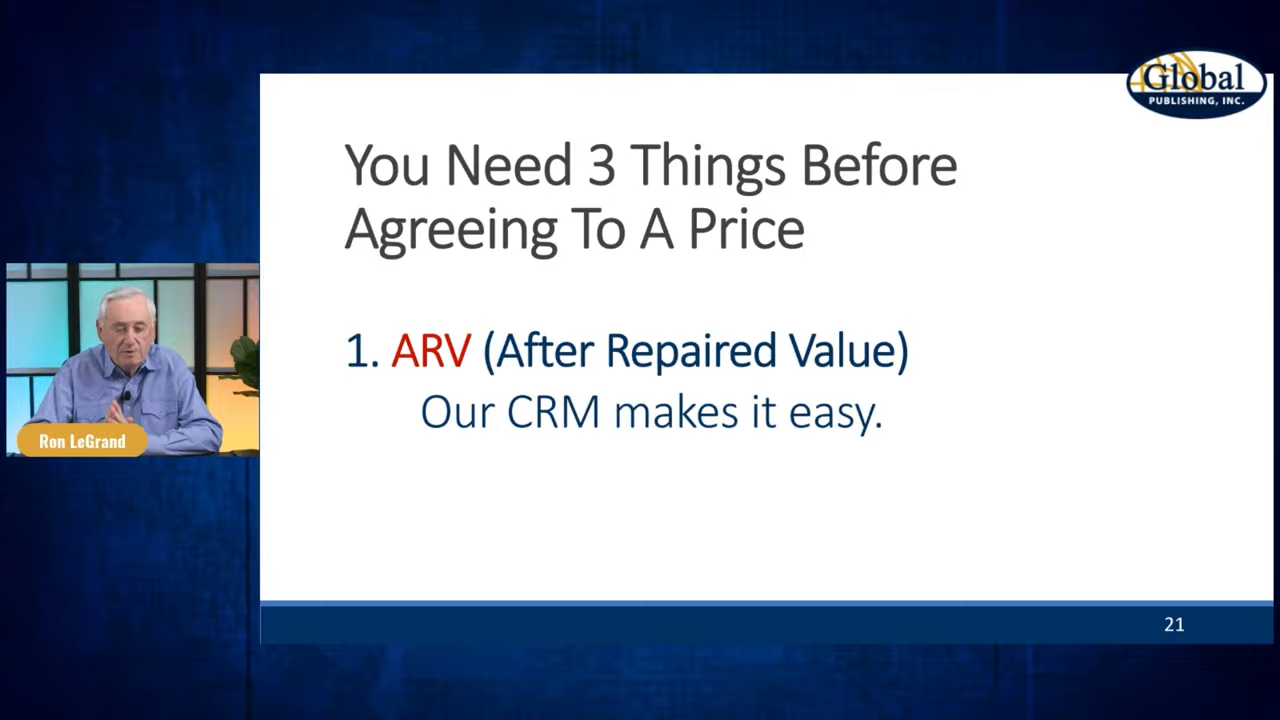 Global
PUBLISHING, INC.
You Need 3 Things Before
Agreeing To A Price
1. ARV (After Repaired Value)
Our CRM makes it easy.
Ron LeGrand
21